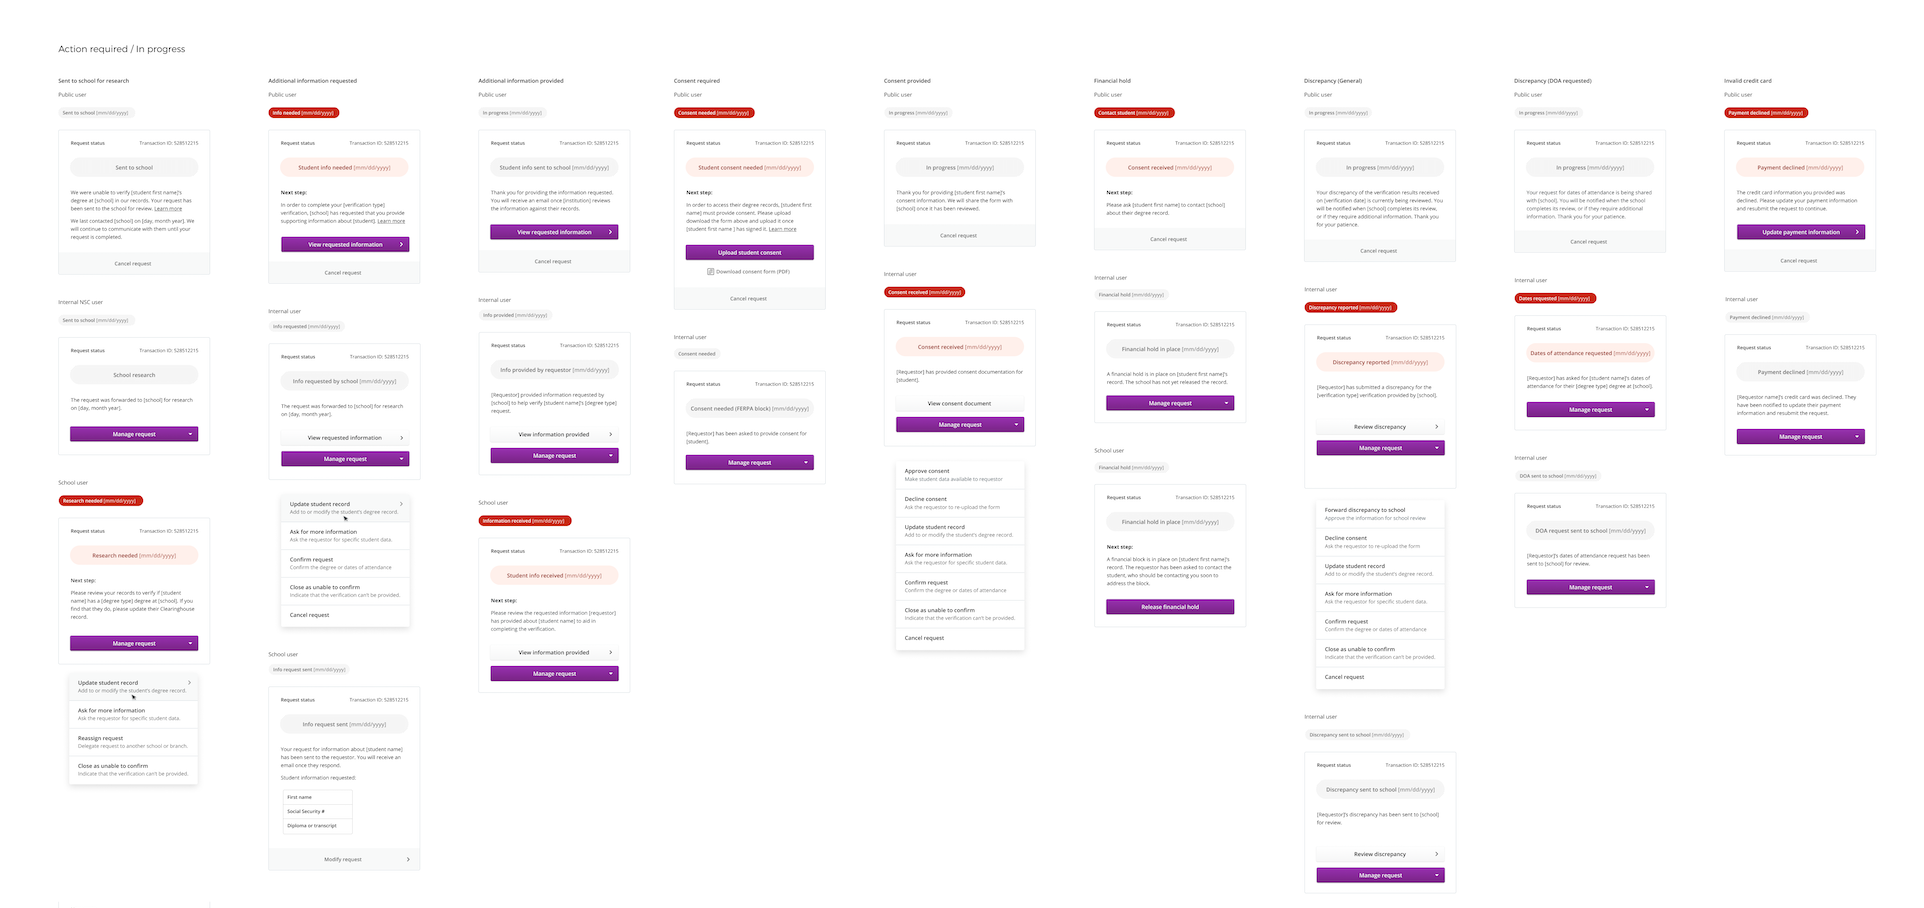 Action required / In progress
Sent to school for research
Public user
Sent to school [mm/dd/yyyy]
Request status
Transaction ID: 528512215
Sent to school
We were unable to verify [student first name]'s
degree at [school] in our records. Your request has
been sent to the school for review. Learn more
We last contacted [school] on [day, month year]. We
will continue to communicate with them until your
request is completed.
Cancel request
Internal NSC user
Sent to school [mm/dd/yyyy]
Request status
Transaction ID: 528512215
School research
The request was forwarded to [school] for research
on [day, month year].
Manage request
School user
Research needed [mm/dd/yyyy]
Request status
Transaction ID: 528512215
Research needed [mm/dd/yyyy]
Next step:
Please review your records to verify if [student
name] has a [degree type] degree at [school]. If you
find that they do, please update their Clearinghouse
record.
Manage request
Update student record
Add to or modify the student's degree record.
Ask for more information
Ask the requestor for specific student data.
Reassign request
Delegate request to another school or branch.
Close as unable to confirm
Indicate that the verification can't be provided.
Additional information requested
Public user
Info needed [mm/dd/yyyy]
Request status
Transaction ID: 528512215
Student info needed [mm/dd/yyyy]
Next step:
In order to complete your [verification type]
verification, [school] has requested that you provide
supporting information about [student]. Learn more
View requested information
Cancel request
Internal user
Info requested [mm/dd/yyyy]
Request status
Transaction ID: 528512215
Info requested by school [mm/dd/yyyy]
The request was forwarded to [school] for research
on [day, month year].
View requested information
Manage request
Update student record
Add to or modify the student's degree record.
Ask for more information
Ask the requestor for specific student data.
Confirm request
Confirm the degree or dates of attendance
Close as unable to confirm
Indicate that the verification can't be provided.
Cancel request
School user
Info request sent [mm/dd/yyyy]
Request status
Transaction ID: 528512215
Info request sent [mm/dd/yyyy]
Your request for information about [student name]
has been sent to the requestor. You will receive an
email once they respond.
Student information requested:
First name
Social Security #
Diploma or transcript
Modify request
Additional information provided
Public user
In progress [mm/dd/yyyy]
Request status
Transaction ID: 528512215
Student info sent to school [mm/dd/yyyy]
Thank you for providing the information requested.
You will receive an email once [institution] reviews
the information against their records.
View requested information
Cancel request
Internal user
Info provided [mm/dd/yyyy]
Request status
Transaction ID: 528512215
Info provided by requestor [mm/dd/yyyy]
[Requestor] provided information requested by
[school] to help verify [student name]'s [degree type]
request.
View information provided
Manage request
School user
Information received [mm/dd/yyyy]
Request status
Transaction ID: 528512215
Student info received [mm/dd/yyyy]
Next step:
Please review the requested information [requestor]
has provided about [student name] to aid in
completing the verification.
View information provided
Manage request
Consent required
Public user
Consent needed [mm/dd/yyyy]
Request status
Transaction ID: 528512215
Student consent needed [mm/dd/yyyy]
Next step:
In order to access their degree records, [student first
name] must provide consent. Please upload
download the form above and upload it once
[student first name ] has signed it. Learn more
Upload student consent
Download consent form (PDF)
Cancel request
Internal user
Consent needed
Request status
Transaction ID: 528512215
Consent needed (FERPA block) [mm/dd/yyyy]
[Requestor] has been asked to provide consent for
[student].
Manage request
Consent provided
Public user
In progress [mm/dd/yyyy]
Request status
Transaction ID: 528512215
In progress [mm/dd/yyyy]
Thank you for providing [student first name]'s
consent information. We will share the form with
[school] once it has been reviewed.
Cancel request
Internal user
Consent received [mm/dd/yyyy]
Request status
Transaction ID: 528512215
Consent received [mm/dd/yyyy]
[Requestor] has provided consent documentation for
[student].
View consent document
Manage request
Approve consent
Make student data available to requestor
Decline consent
Ask the requestor to re-upload the form
Update student record
Add to or modify the student's degree record.
Ask for more information
Ask the requestor for specific student data.
Confirm request
Confirm the degree or dates of attendance
Close as unable to confirm
Indicate that the verification can't be provided.
Cancel request
Financial hold
Public user
Contact student [mm/dd/yyyy]
Request status
Transaction ID: 528512215
Consent received [mm/dd/yyyy]
Next step:
Please ask [student first name] to contact [school]
about their degree record.
Cancel request
Internal user
Financial hold [mm/dd/yyyy]
Request status
Transaction ID: 528512215
Financial hold in place [mm/dd/yyyy]
A financial hold is in place on [student first name]'s
record. The school has not yet released the record.
Manage request
School user
Financial hold [mm/dd/yyyy]
Request status
Transaction ID: 528512215
Financial hold in place [mm/dd/yyyy]
Next step:
A financial block is in place on [student first name]'s
record. The requestor has been asked to contact the
student, who should be contacting you soon to
address the block.
Release financial hold
Discrepancy (General)
Public user
In progress [mm/dd/yyyy]
Request status
Transaction ID: 528512215
In progress [mm/dd/yyyy]
Your discrepancy of the verification results received
on [verification date] is currently being reviewed. You
will be notified when [school] completes its review,
or if they require additional information. Thank you
for your patience.
Cancel request
Internal user
Discrepancy reported [mm/dd/yyyy]
Request status
Transaction ID: 528512215
Discrepancy reported [mm/dd/yyyy]
[Requestor] has submitted a discrepancy for the
[verification type] verification provided by [school].
Review discrepancy
Manage request
Forward discrepancy to school
Approve the information for school review
Decline consent
Ask the requestor to re-upload the form
Update student record
Add to or modify the student's degree record.
Ask for more information
Ask the requestor for specific student data.
Confirm request
Confirm the degree or dates of attendance
Close as unable to confirm
Indicate that the verification can't be provided.
Cancel request
Internal user
Discrepancy sent to school [mm/dd/yyyy]
Request status
Transaction ID: 528512215
Discrepancy sent to school [mm/dd/yyyy]
[Requestor]'s discrepancy has been sent to [school]
for review.
Review discrepancy
Manage request
Discrepancy (DOA requested)
Public user
In progress [mm/dd/yyyy]
Request status
Transaction ID: 528512215
In progress [mm/dd/yyyy]
Your request for dates of attendance is being shared
with [school]. You will be notified when the school
completes its review, or if they require additional
information. Thank you for your patience.
Cancel request
Internal user
Dates requested [mm/dd/yyyy]
Request status
Transaction ID: 528512215
Dates of attendance requested [mm/dd/yyyy]
[Requestor] has asked for [student name]'s dates of
attendance for their [degree type] degree at [school].
Manage request
Internal user
DOA sent to school [mm/dd/yyyy]
Request status
Transaction ID: 528512215
DOA request sent to school [mm/dd/yyyy]
[Requestor]'s dates of attendance request has been
sent to [school] for review.
Manage request
Invalid credit card
Public user
Payment declined [mm/dd/yyyy]
Request status
Transaction ID: 528512215
Payment declined [mm/dd/yyyy]
The credit card information you provided was
declined. Please update your payment information
and resubmit the request to continue.
Update payment information
Cancel request
Internal user
Payment declined [mm/dd/yyyy]
Request status
Transaction ID: 528512215
Payment declined [mm/dd/yyyy]
[Requestor name]'s credit card was declined. They
have been notified to update their payment
information and resubmit the request.
Manage request